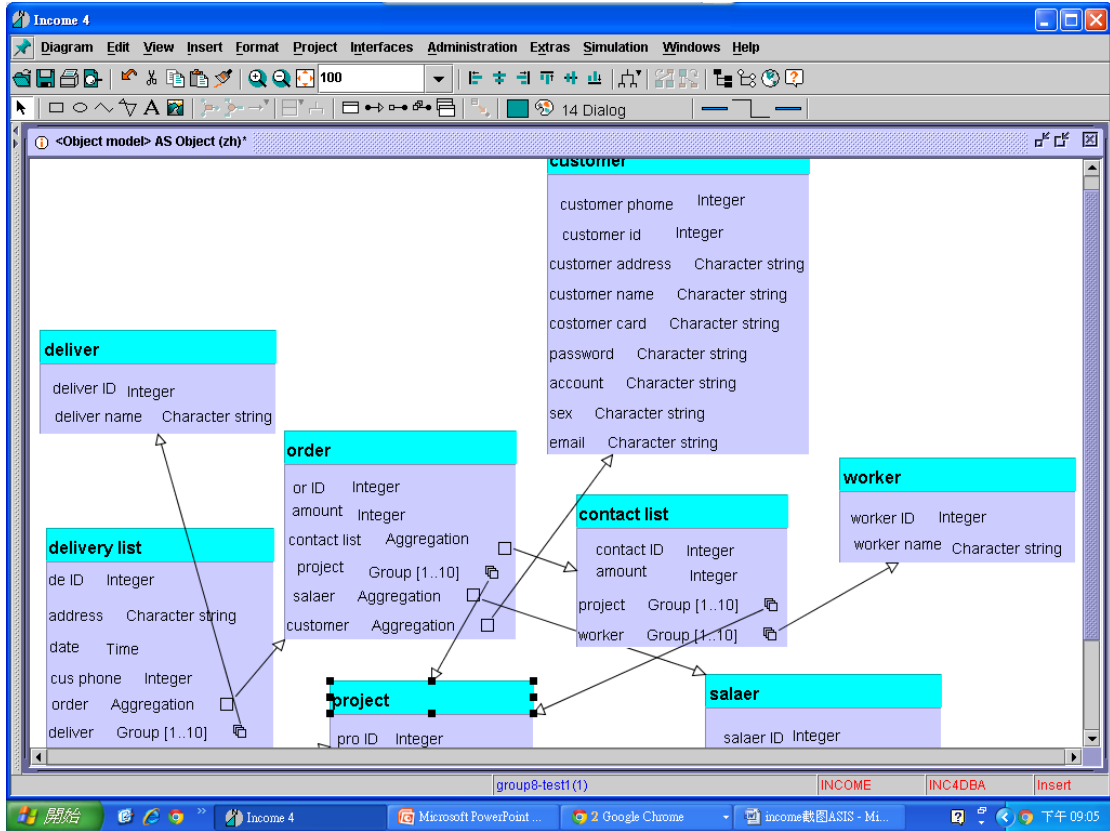 Income 4
Diagram Edit View Insert Format Project Interfaces Administration Extras Simulation Windows Help
100
14 Dialog
<Object model> AS Object (zh)*
customer
customer phome Integer
customer id Integer
customer address Character string
customer name Character string
costomer card Character string
password Character string
account Character string
sex Character string
email Character string
deliver
deliver ID Integer
deliver name Character string
order
or ID Integer
amount Integer
contact list Aggregation
project Group [1..10]
salaer Aggregation
customer Aggregation
contact list
contact ID Integer
amount Integer
project Group [1..10]
worker Group [1..10]
worker
worker ID Integer
worker name Character string
delivery list
de ID Integer
address Character string
date Time
cus phone Integer
order Aggregation
deliver Group [1..10]
project
pro ID Integer
salaer
salaer ID Integer
group8-test1(1) INCOME INC4DBA Insert
開始 Income 4 Microsoft PowerPoint ... 2 Google Chrome income截图ASIS - Mi... 下午 09:05